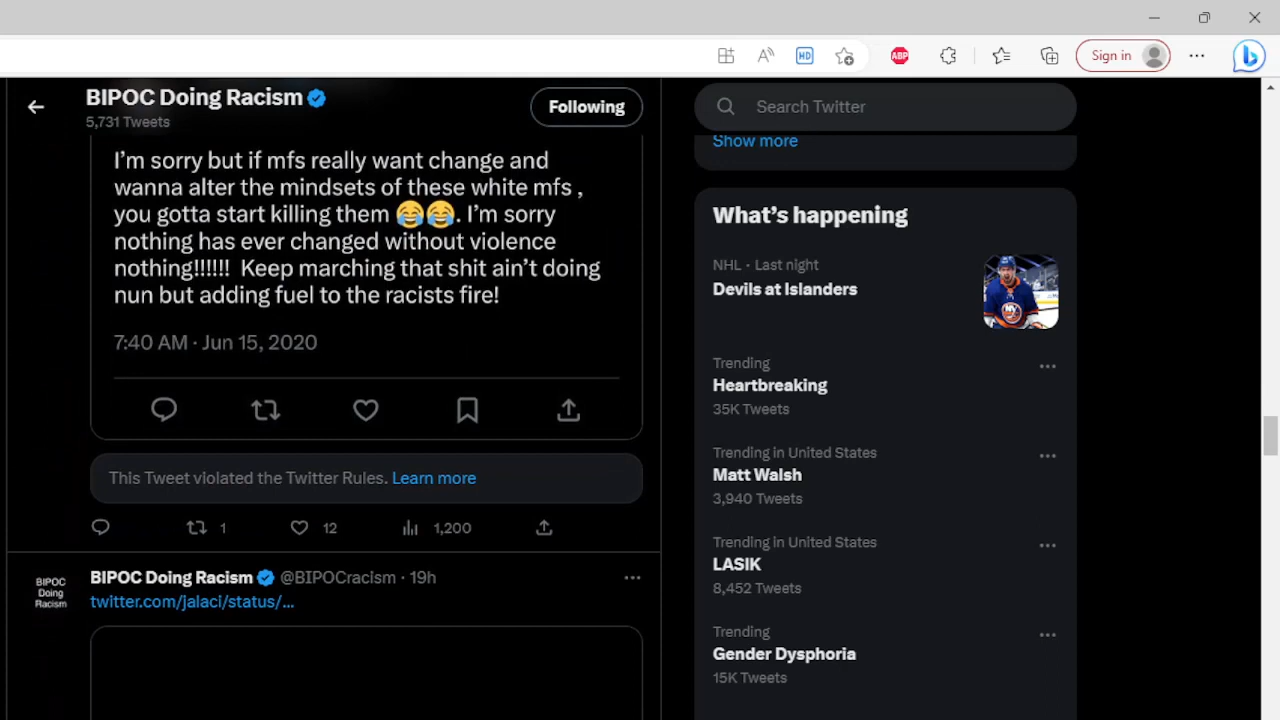 Sign in
BIPOC Doing Racism
5,731 Tweets
Following
Search Twitter
Show more
I’m sorry but if mfs really want change and
wanna alter the mindsets of these white mfs ,
you gotta start killing them 😂😂. I’m sorry
nothing has ever changed without violence
nothing!!!!!! Keep marching that shit ain’t doing
nun but adding fuel to the racists fire!
7:40 AM · Jun 15, 2020
This Tweet violated the Twitter Rules. Learn more
1 12 1,200
BIPOC
Doing
Racism
BIPOC Doing Racism @BIPOCracism · 19h
twitter.com/jalaci/status/...
What’s happening
NHL · Last night
Devils at Islanders
Trending
Heartbreaking
35K Tweets
Trending in United States
Matt Walsh
3,940 Tweets
Trending in United States
LASIK
8,452 Tweets
Trending
Gender Dysphoria
15K Tweets
HD
ABP